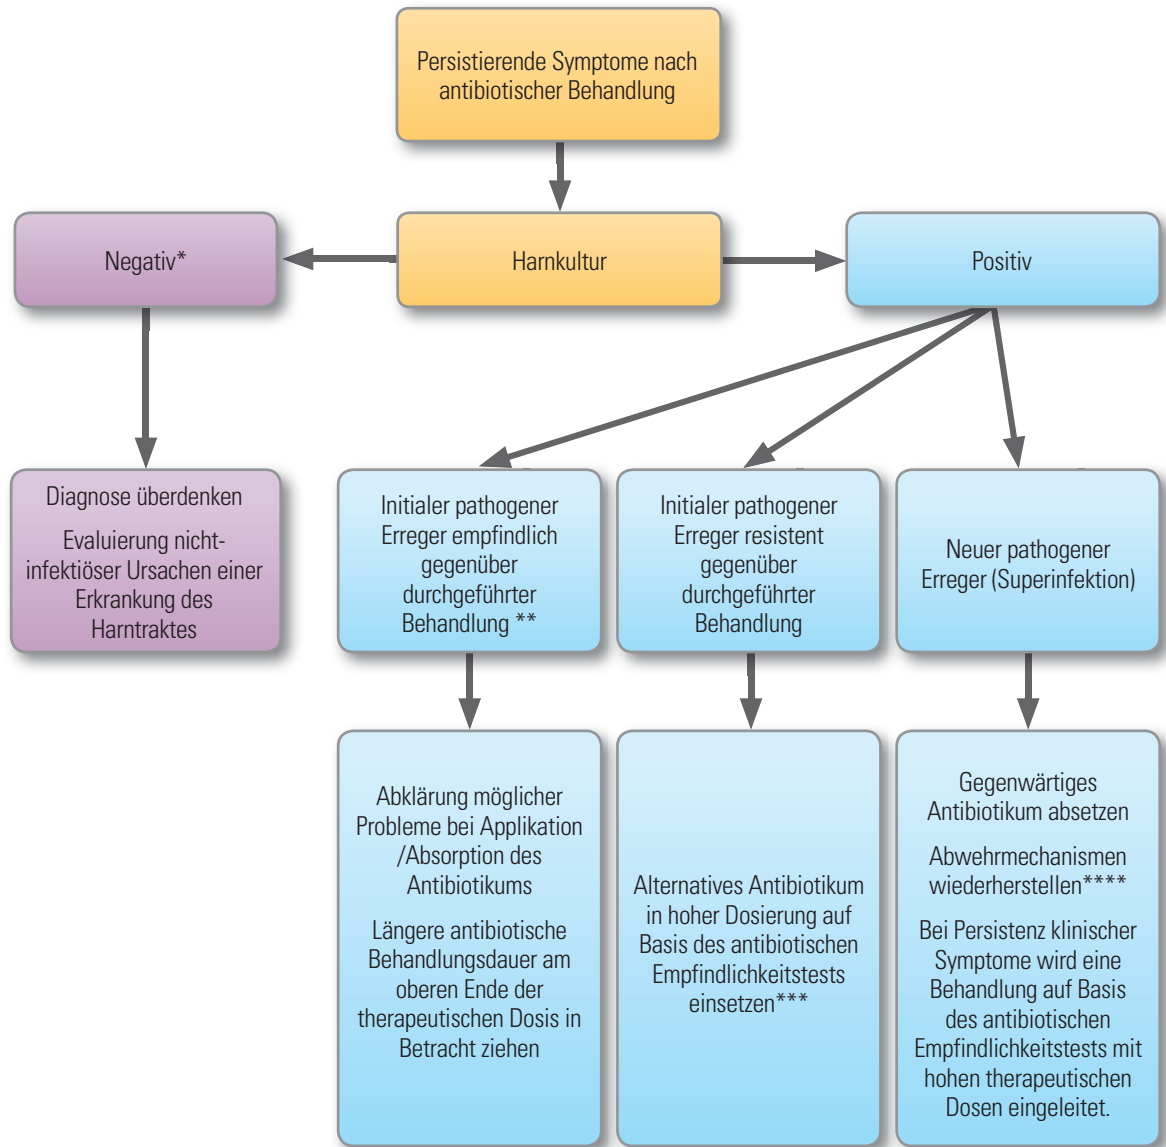 Persistierende Symptome nach
antibiotischer Behandlung
Negativ*
Harnkultur
Positiv
Diagnose überdenken
Evaluierung nicht-
infektiöser Ursachen einer
Erkrankung des
Harntraktes
Initialer pathogener
Erreger empfindlich
gegenüber
durchgeführter
Behandlung **
Initialer pathogener
Erreger resistent
gegenüber
durchgeführter
Behandlung
Neuer pathogener
Erreger (Superinfektion)
Abklärung möglicher
Probleme bei Applikation
/Absorption des
Antibiotikums
Längere antibiotische
Behandlungsdauer am
oberen Ende der
therapeutischen Dosis in
Betracht ziehen
Alternatives Antibiotikum
in hoher Dosierung auf
Basis des antibiotischen
Empfindlichkeitstests
einsetzen***
Gegenwärtiges
Antibiotikum absetzen
Abwehrmechanismen
wiederherstellen****
Bei Persistenz klinischer
Symptome wird eine
Behandlung auf Basis
des antibiotischen
Empfindlichkeitstests mit
hohen therapeutischen
Dosen eingeleitet.